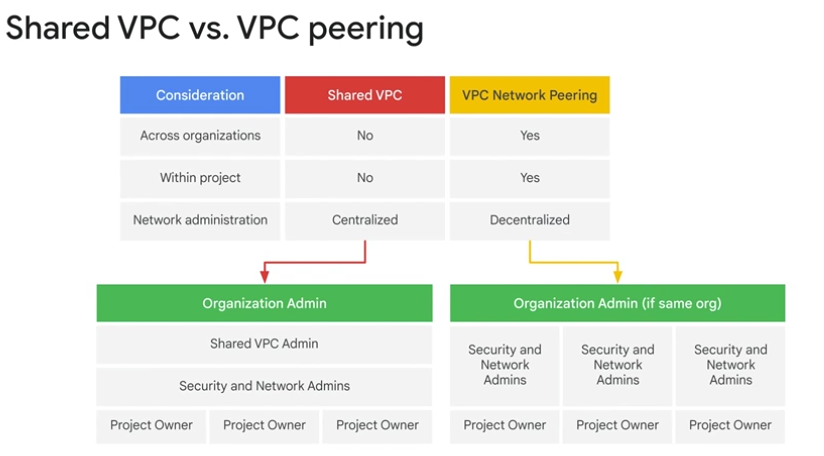 Shared VPC vs. VPC peering
Consideration Shared VPC VPC Network Peering
Across organizations No Yes
Within project No Yes
Network administration Centralized Decentralized
Organization Admin
Shared VPC Admin
Security and Network Admins
Project Owner Project Owner Project Owner
Organization Admin (if same org)
Security and Network Admins
Security and Network Admins
Security and Network Admins
Project Owner Project Owner Project Owner